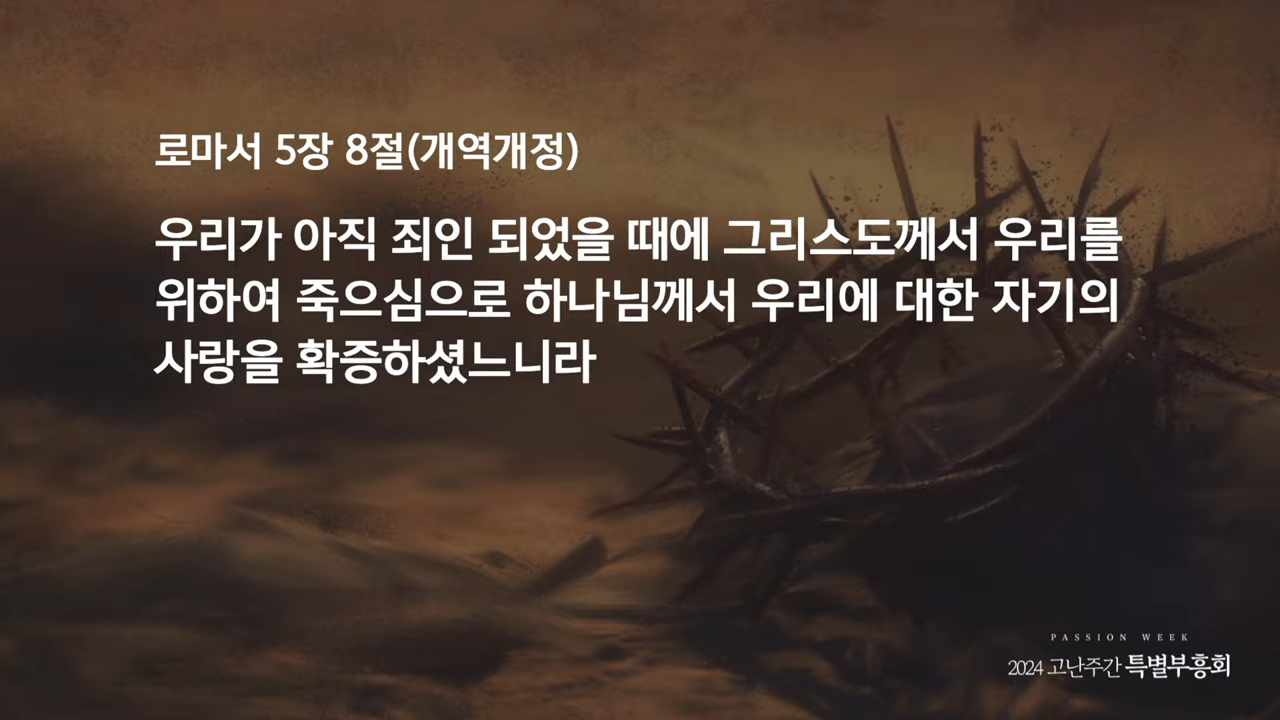 로마서 5장 8절(개역개정)
우리가 아직 죄인 되었을 때에 그리스도께서 우리를
위하여 죽으심으로 하나님께서 우리에 대한 자기의
사랑을 확증하셨느니라
PASSION WEEK
2024 고난주간 특별부흥회